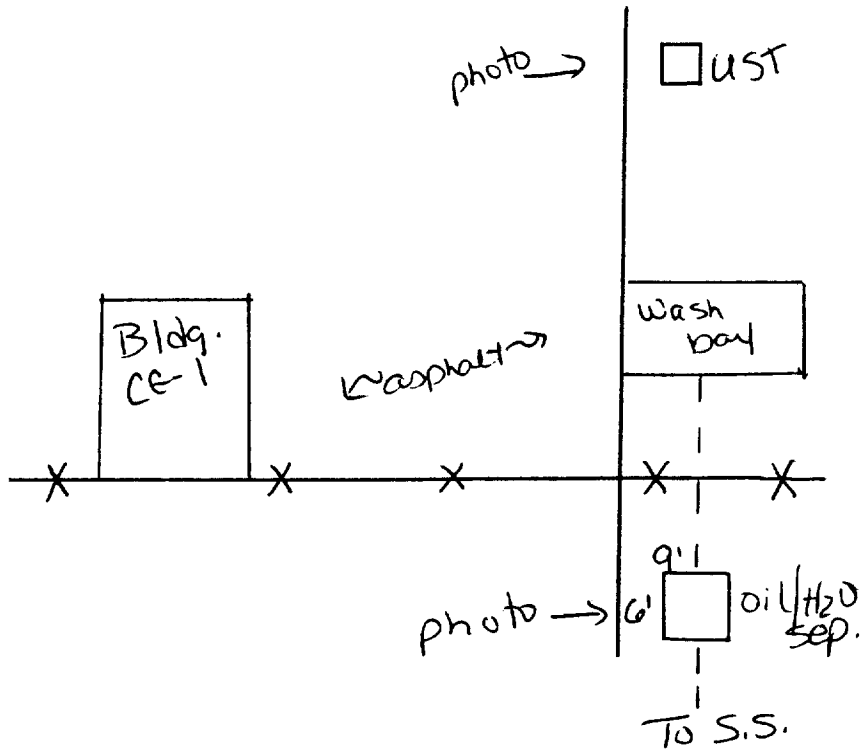 photo → UST
Bldg.
CE-1
Wash
bay
asphalt
9'
photo → 6'
oil/H2O
sep.
To S.S.